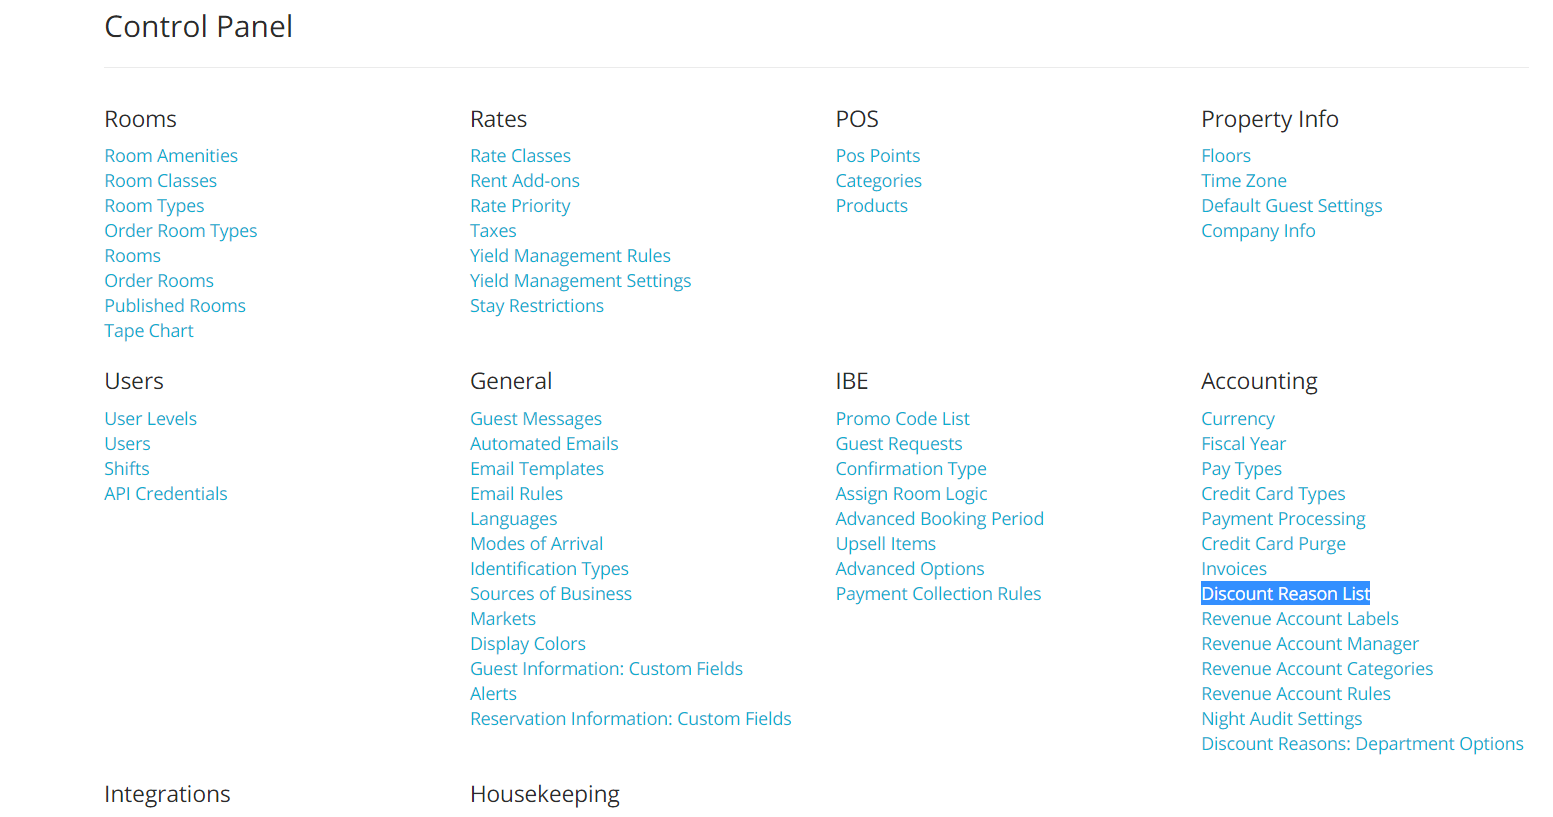 Control Panel
Rooms
Room Amenities
Room Classes
Room Types
Order Room Types
Rooms
Order Rooms
Published Rooms
Tape Chart
Rates
Rate Classes
Rent Add-ons
Rate Priority
Taxes
Yield Management Rules
Yield Management Settings
Stay Restrictions
POS
Pos Points
Categories
Products
Property Info
Floors
Time Zone
Default Guest Settings
Company Info
Users
User Levels
Users
Shifts
API Credentials
General
Guest Messages
Automated Emails
Email Templates
Email Rules
Languages
Modes of Arrival
Identification Types
Sources of Business
Markets
Display Colors
Guest Information: Custom Fields
Alerts
Reservation Information: Custom Fields
IBE
Promo Code List
Guest Requests
Confirmation Type
Assign Room Logic
Advanced Booking Period
Upsell Items
Advanced Options
Payment Collection Rules
Accounting
Currency
Fiscal Year
Pay Types
Credit Card Types
Payment Processing
Credit Card Purge
Invoices
Discount Reason List
Revenue Account Labels
Revenue Account Manager
Revenue Account Categories
Revenue Account Rules
Night Audit Settings
Discount Reasons: Department Options
Integrations
Housekeeping